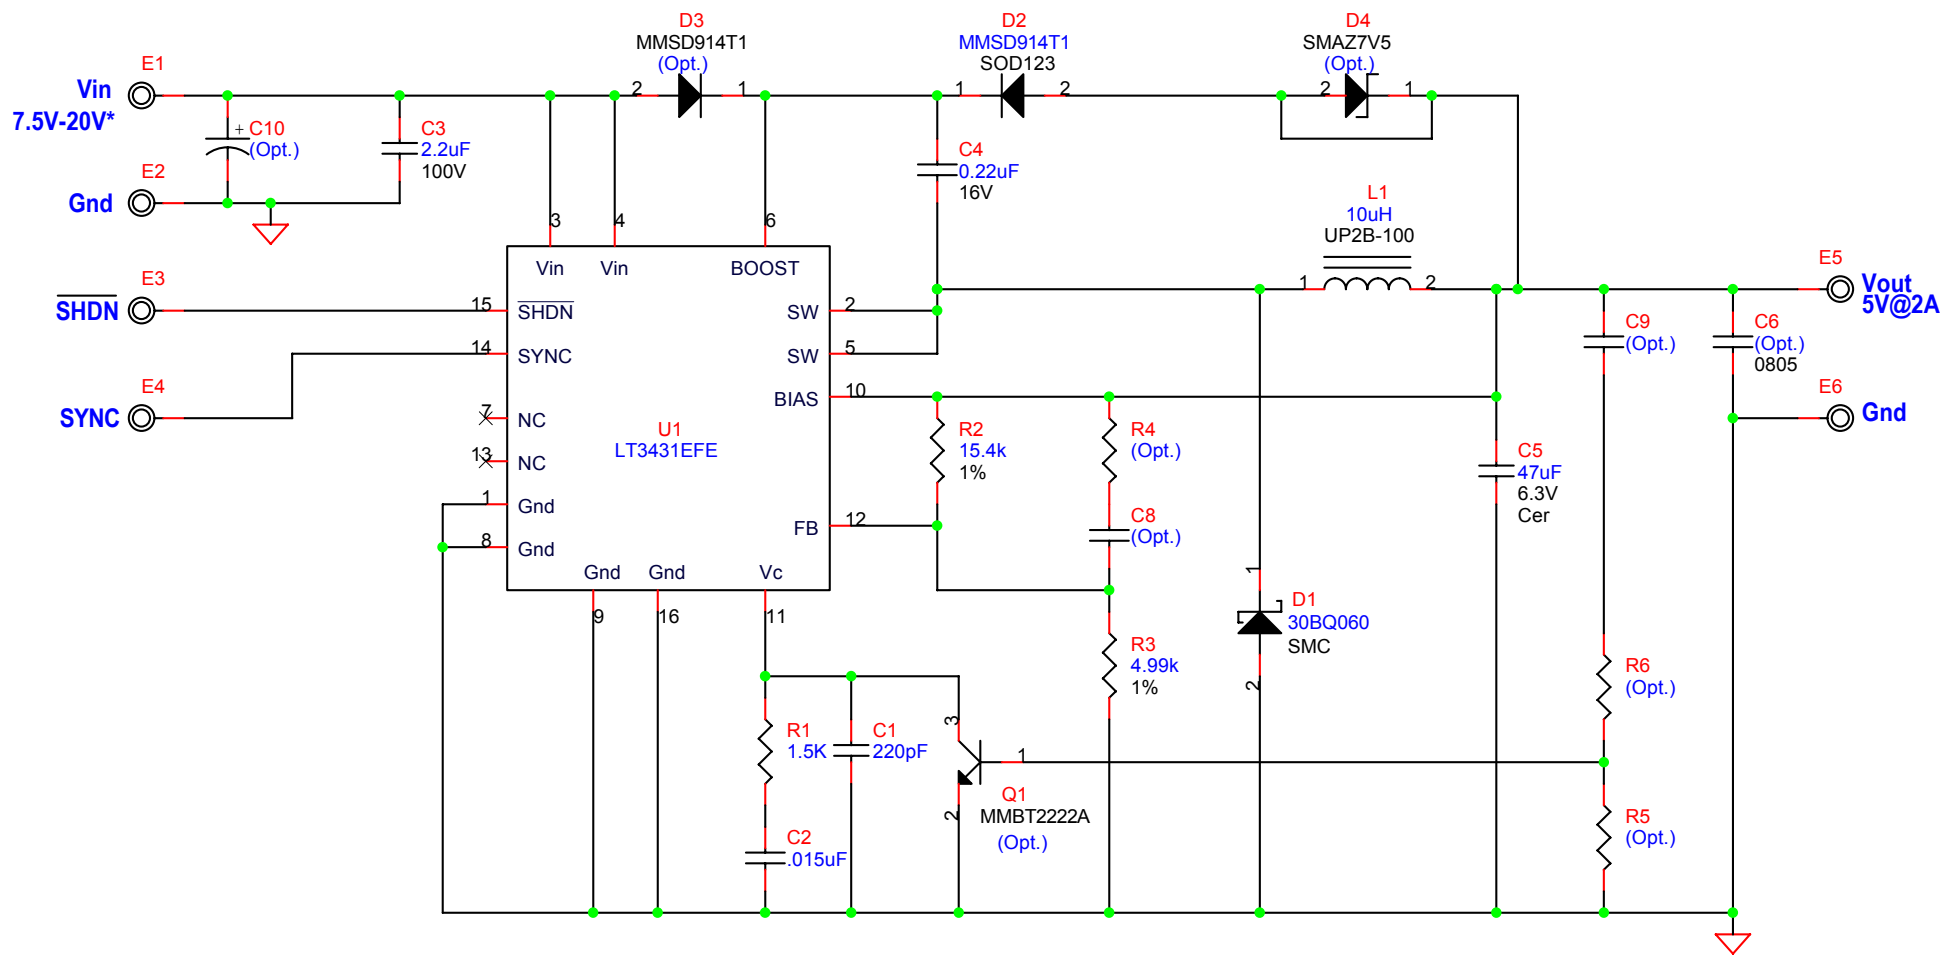 D3
MMSD914T1
(Opt.)
2
1
D2
MMSD914T1
SOD123
1
2
D4
SMAZ7V5
(Opt.)
2
1
E1
Vin
7.5V-20V*
+
C10
(Opt.)
C3
2.2uF
100V
C4
0.22uF
16V
E2
Gnd
L1
10uH
UP2B-100
1
2
3
4
6
Vin
Vin
BOOST
E3
SHDN
15
SHDN
E4
SYNC
14
SYNC
7
NC
13
NC
1
Gnd
8
Gnd
U1
LT3431EFE
SW
2
SW
5
BIAS
10
FB
12
Gnd
Gnd
Vc
9
16
11
E5
Vout
5V@2A
C9
(Opt.)
C6
(Opt.)
0805
E6
Gnd
R2
15.4k
1%
R4
(Opt.)
C8
(Opt.)
C5
47uF
6.3V
Cer
1
D1
30BQ060
SMC
2
R3
4.99k
1%
R6
(Opt.)
R1
1.5K
C1
220pF
3
1
2
Q1
MMBT2222A
(Opt.)
C2
.015uF
R5
(Opt.)